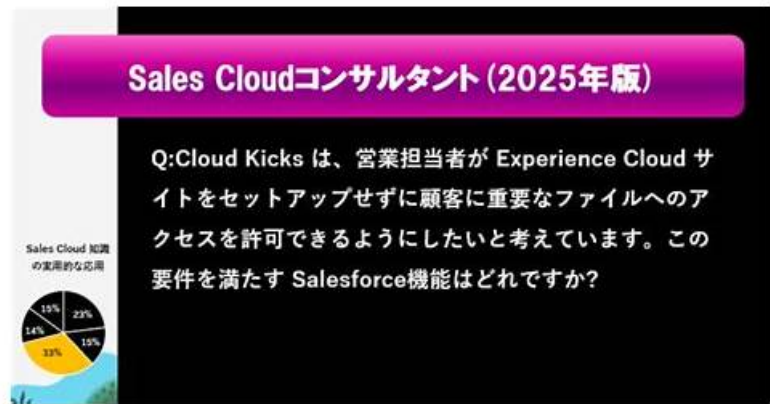 Sales Cloudコンサルタント(2025年版)
Q:Cloud Kicks は、営業担当者が Experience Cloud サ
イトをセットアップせずに顧客に重要なファイルへのア
クセスを許可できるようにしたいと考えています。この
要件を満たす Salesforce機能はどれですか?
Sales Cloud 知識
の実用的な応用
15%
23%
14%
15%
33%